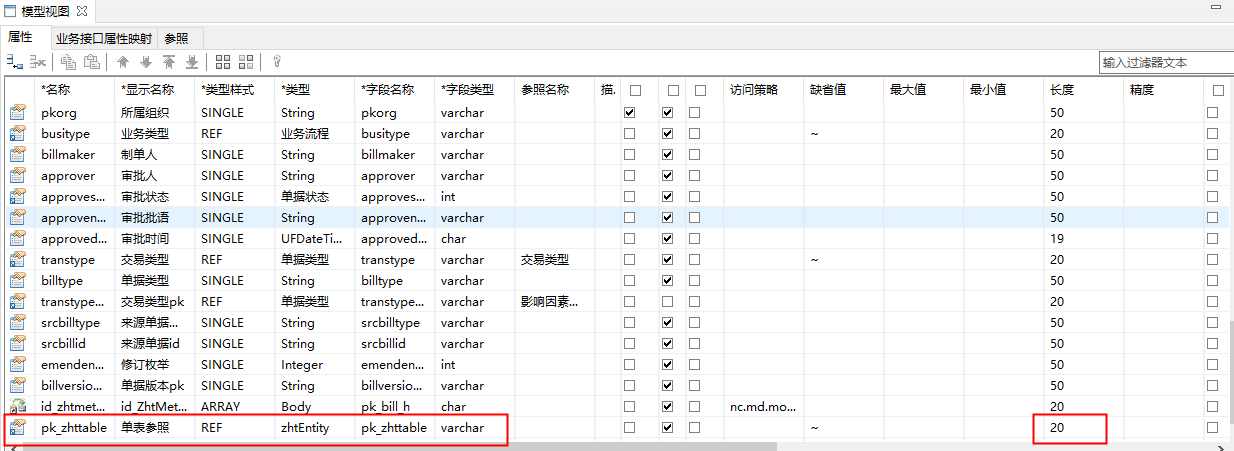 模型视图
属性 业务接口属性映射 参照
输入过滤器文本
*名称 *显示名称 *类型样式 *类型 *字段名称 *字段类型 参照名称 描. 访问策略 缺省值 最大值 最小值 长度 精度
pkorg 所属组织 SINGLE String pkorg varchar 50
busitype 业务类型 REF 业务流程 busitype varchar ~ 20
billmaker 制单人 SINGLE String billmaker varchar 50
approver 审批人 SINGLE String approver varchar 50
approves... 审批状态 SINGLE 单据状态 approves... int 50
approven... 审批批语 SINGLE String approven... varchar 50
approved... 审批时间 SINGLE UFDateTi... approved... char 19
transtype 交易类型 REF 单据类型 transtype varchar 交易类型 ~ 20
billtype 单据类型 SINGLE String billtype varchar 50
transtype... 交易类型pk REF 单据类型 transtype... varchar 影响因素... 20
srcbilltype 来源单据... SINGLE String srcbilltype varchar 50
srcbillid 来源单据id SINGLE String srcbillid varchar 50
emenden... 修订枚举 SINGLE Integer emenden... int 50
billversio... 单据版本pk SINGLE String billversio... varchar 50
id_zhtmet... id_ZhtMet... ARRAY Body pk_bill_h char nc.md.mo... 20
pk_zhttable 单表参照 REF zhtEntity pk_zhttable varchar ~ 20